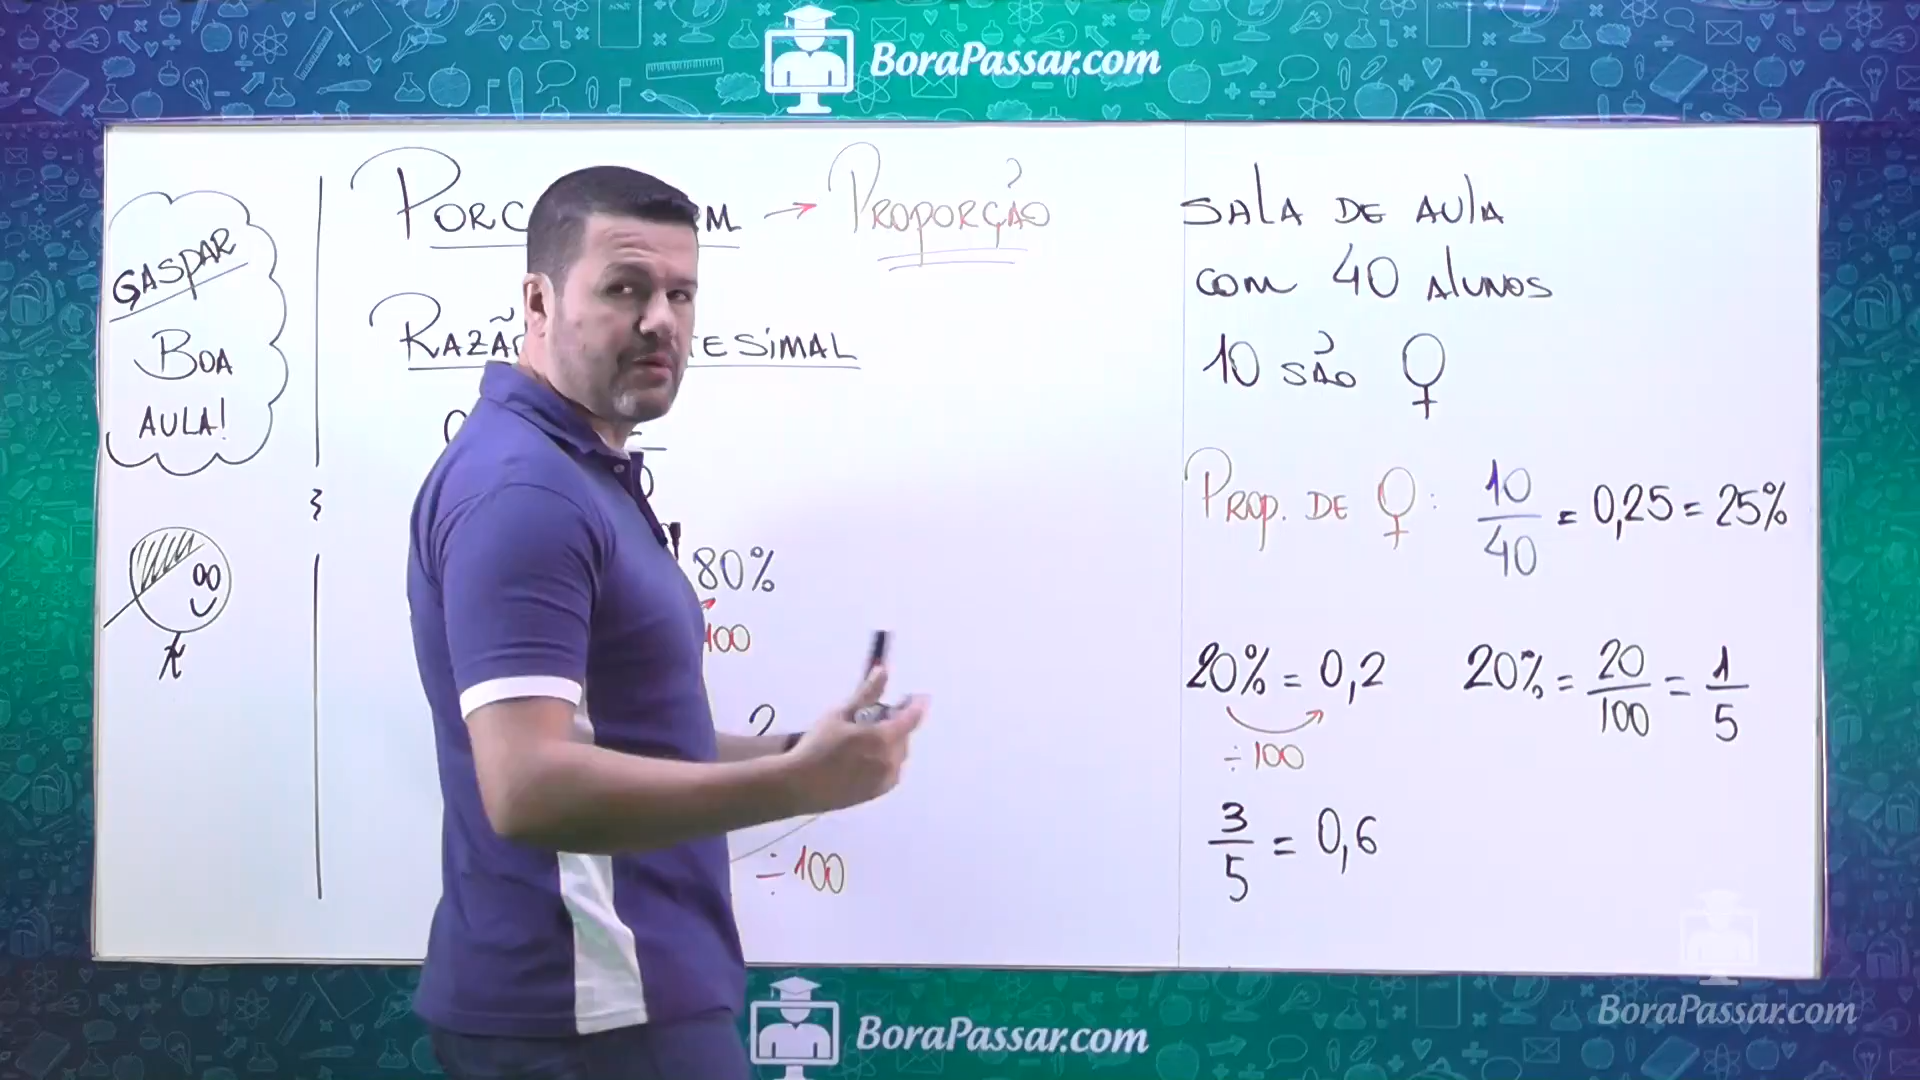 BoraPassar.com
GASPAR
BOA
AULA!
→ PROPORÇÃO
80%
100
2
÷ 100
SALA DE AULA
COM 40 ALUNOS
10 SÃO ♀
PROP. DE ♀: 10/40 = 0,25 = 25%
20% = 0,2
÷ 100
20% = 20/100 = 1/5
3/5 = 0,6
BoraPassar.com
BoraPassar.com